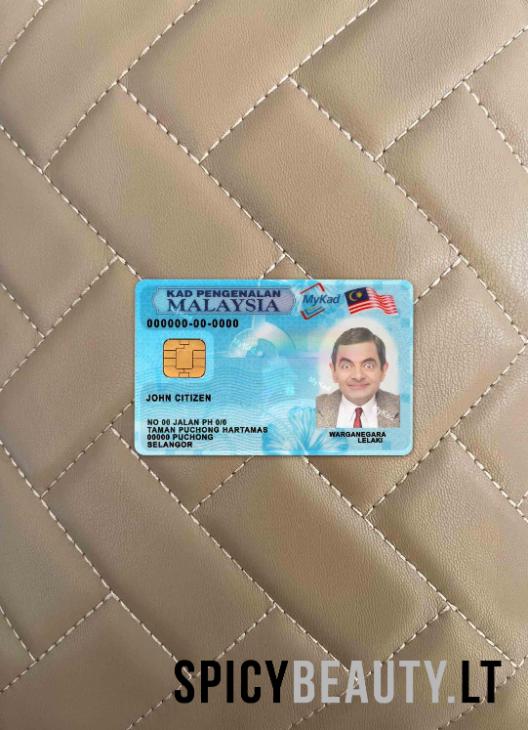 KAD PENGENALAN
MALAYSIA
MyKad
000000-00-0000
JOHN CITIZEN
NO 00 JALAN PH 0/6
TAMAN PUCHONG HARTAMAS
00000 PUCHONG
SELANGOR
WARGANEGARA
LELAKI
SPICYBEAUTY.LT